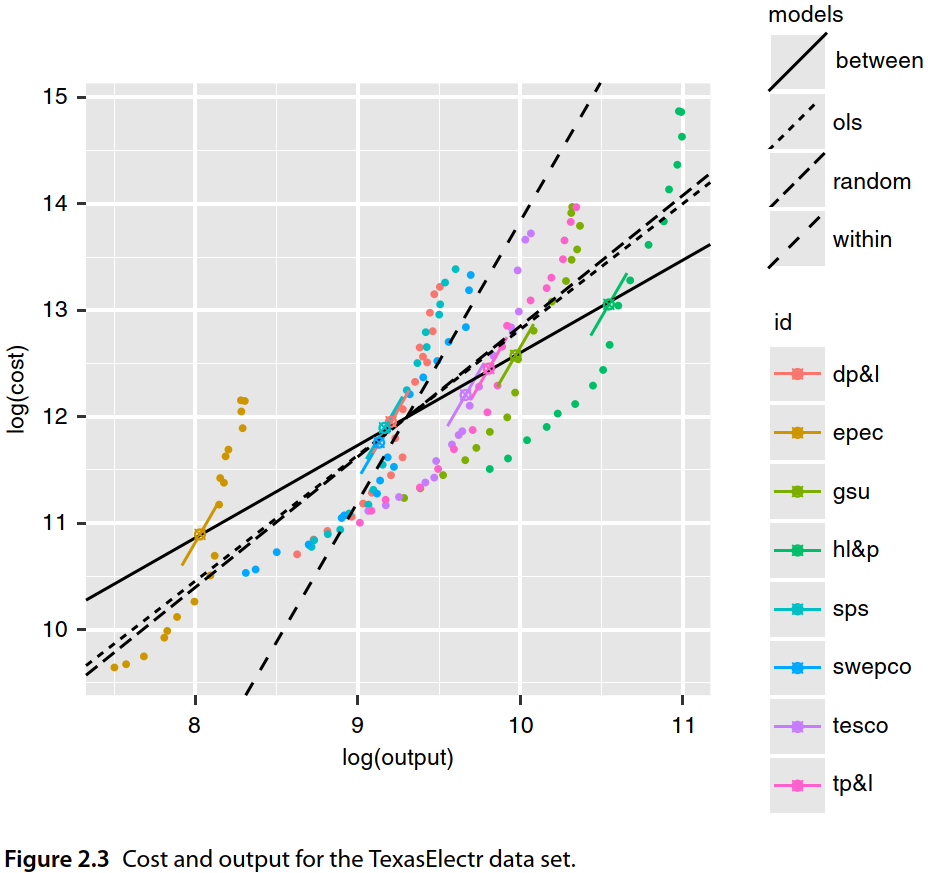 models
between
ols
random
within
id
dp&l
epec
gsu
hl&p
sps
swepco
tesco
tp&l
15
14
13
12
11
10
log(cost)
8 9 10 11
log(output)
Figure 2.3 Cost and output for the TexasElectr data set.